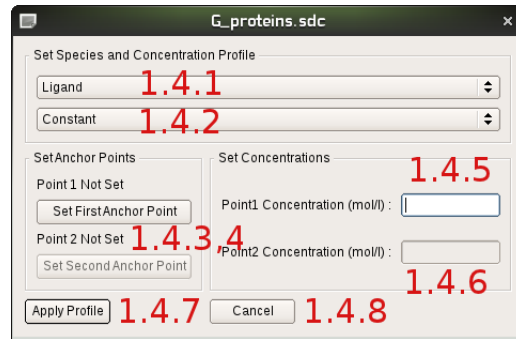 G_proteins.sdc
Set Species and Concentration Profile
Ligand 1.4.1
Constant 1.4.2
Set Anchor Points
Point 1 Not Set
Set First Anchor Point
Point 2 Not Set 1.4.3,4
Set Second Anchor Point
Set Concentrations
1.4.5
Point1 Concentration (mol/l) :
Point2 Concentration (mol/l) :
1.4.6
Apply Profile 1.4.7 Cancel 1.4.8